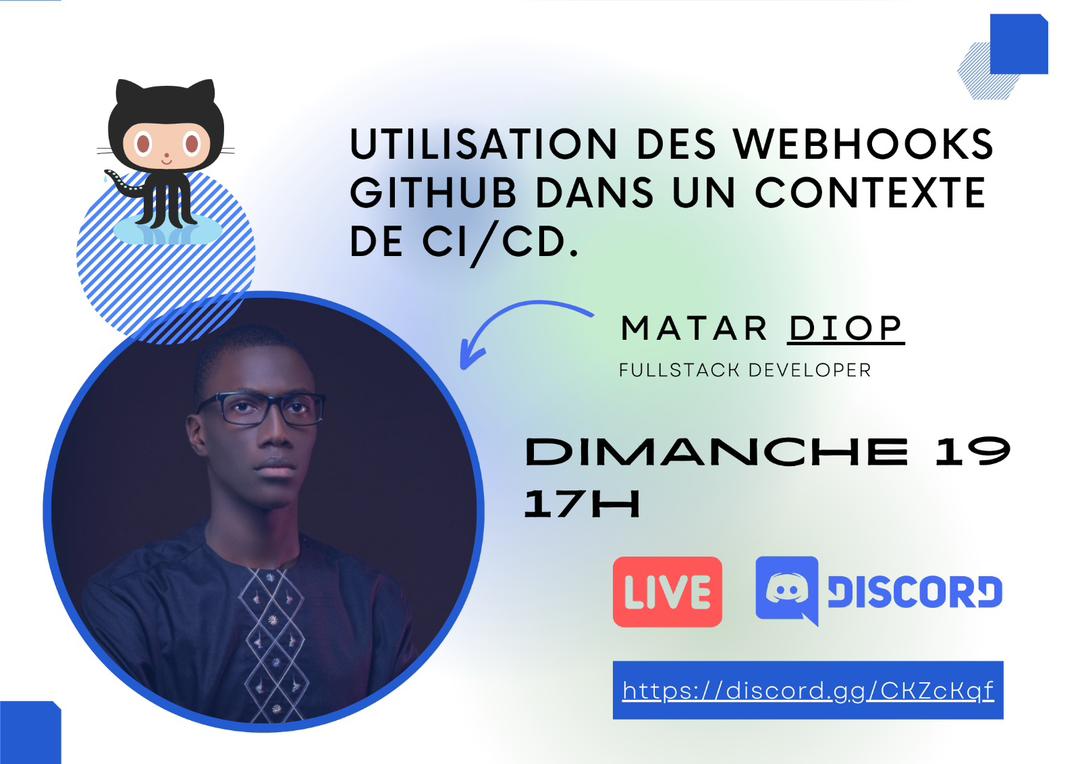 UTILISATION DES WEBHOOKS
GITHUB DANS UN CONTEXTE
DE CI/CD.
MATAR DIOP
FULLSTACK DEVELOPER
DIMANCHE 19
17H
LIVE DISCORD
https://discord.gg/CKZcKqf